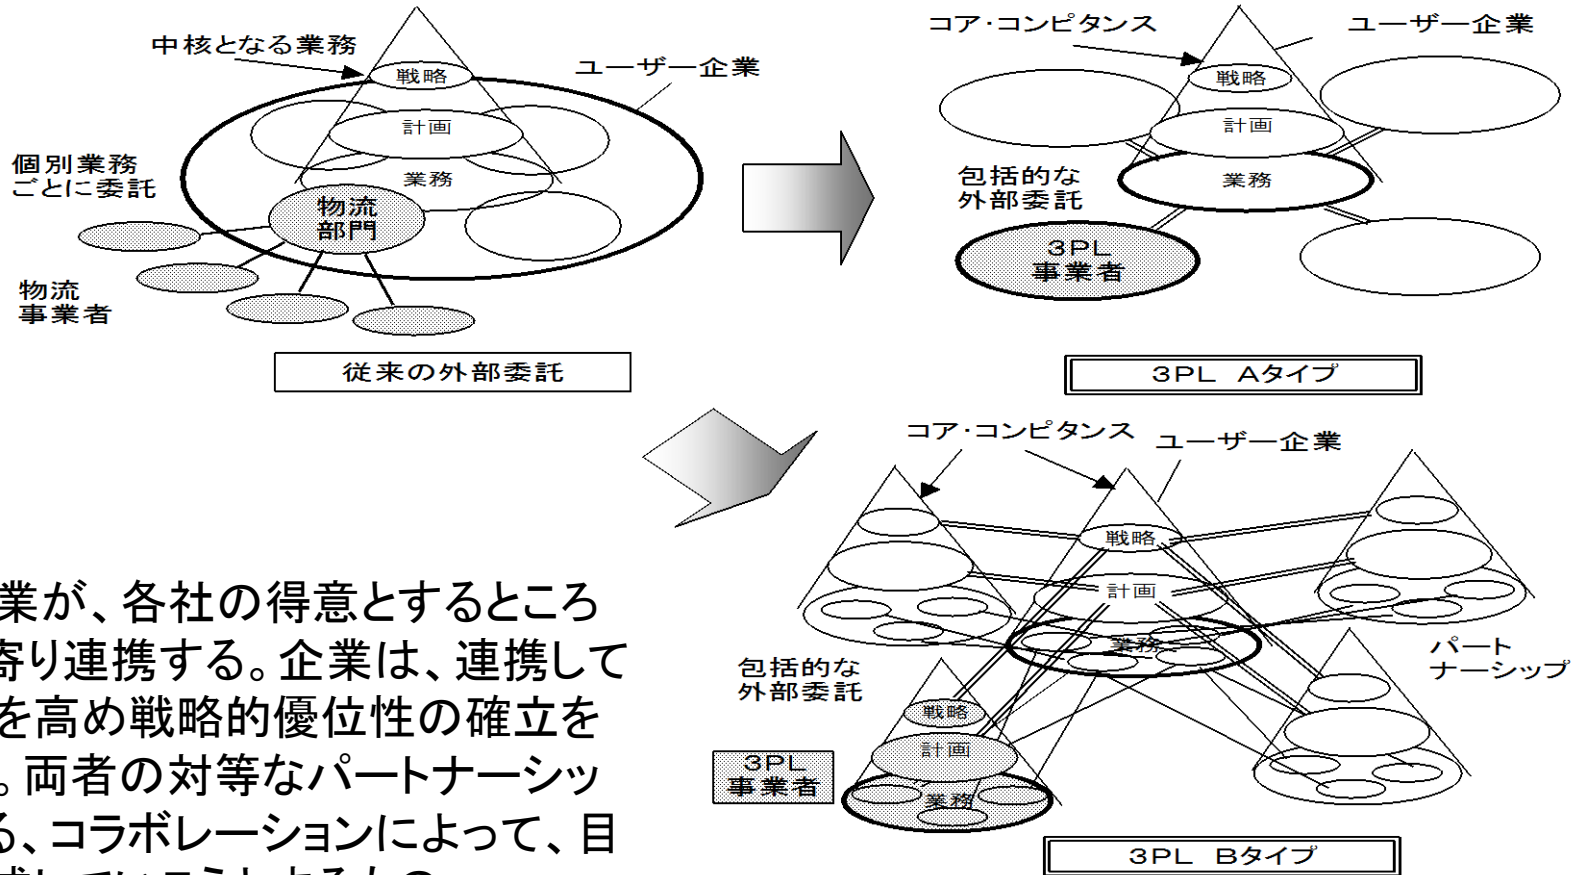 中核となる業務
戦略
ユーザー企業
計画
個別業務
ごとに委託
業務
物流
部門
物流
事業者
従来の外部委託
コア・コンピタンス
ユーザー企業
戦略
計画
包括的な
外部委託
業務
3PL
事業者
3PL Aタイプ
コア・コンピタンス
ユーザー企業
戦略
計画
業務
包括的な
外部委託
パート
ナーシップ
戦略
計画
3PL
事業者
業務
3PL Bタイプ
業が、各社の得意とするところ
寄り連携する。企業は、連携して
を高め戦略的優位性の確立を
。両者の対等なパートナーシッ
る、コラボレーションによって、目